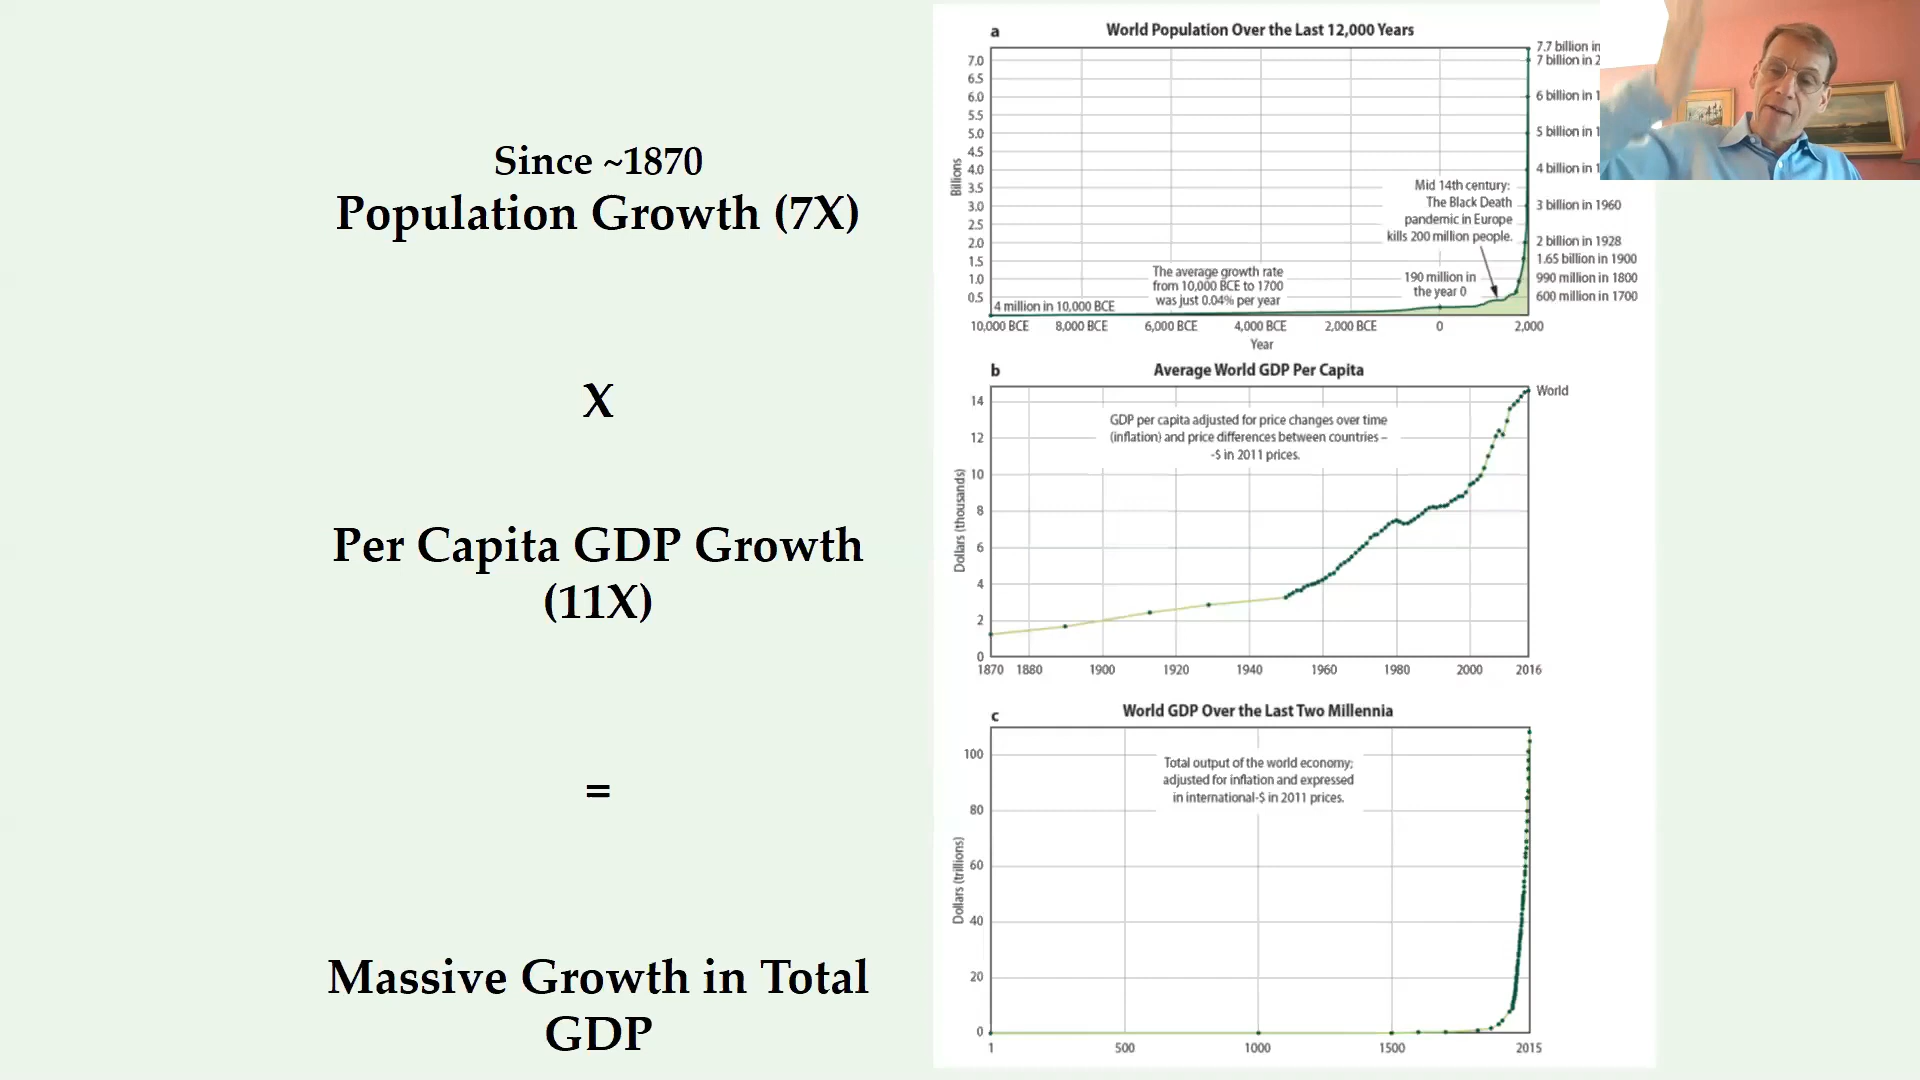 Since ~1870
Population Growth (7X)
X
Per Capita GDP Growth
(11X)
=
Massive Growth in Total
GDP
a
World Population Over the Last 12,000 Years
Billions
7.0
6.5
6.0
5.5
5.0
4.5
4.0
3.5
3.0
2.5
2.0
1.5
1.0
0.5
7.7 billion in
7 billion in 2
6 billion in 1
5 billion in 1
4 billion in 1
3 billion in 1960
2 billion in 1928
1.65 billion in 1900
990 million in 1800
600 million in 1700
Mid 14th century:
The Black Death
pandemic in Europe
kills 200 million people.
The average growth rate
from 10,000 BCE to 1700
was just 0.04% per year
190 million in
the year 0
4 million in 10,000 BCE
10,000 BCE 8,000 BCE 6,000 BCE 4,000 BCE 2,000 BCE 0 2,000
Year
b
Average World GDP Per Capita
Dollars (thousands)
14
12
10
8
6
4
2
0
World
GDP per capita adjusted for price changes over time
(inflation) and price differences between countries –
-$ in 2011 prices.
1870 1880 1900 1920 1940 1960 1980 2000 2016
c
World GDP Over the Last Two Millennia
Dollars (trillions)
100
80
60
40
20
0
Total output of the world economy;
adjusted for inflation and expressed
in international-$ in 2011 prices.
1 500 1000 1500 2015